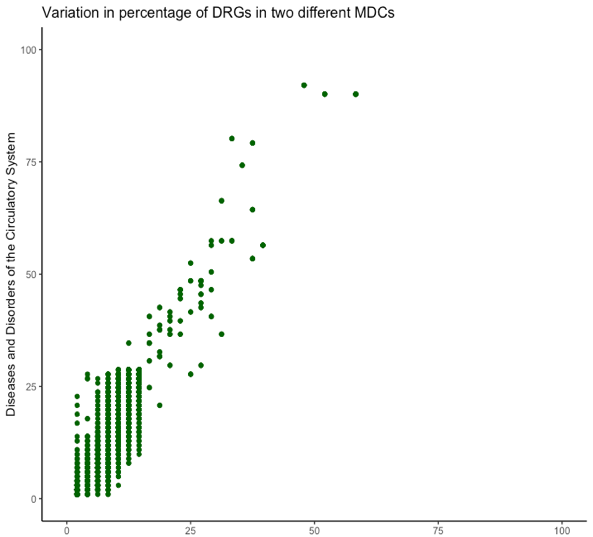 Variation in percentage of DRGs in two different MDCs
Diseases and Disorders of the Circulatory System
100
75
50
25
0
0 25 50 75 100